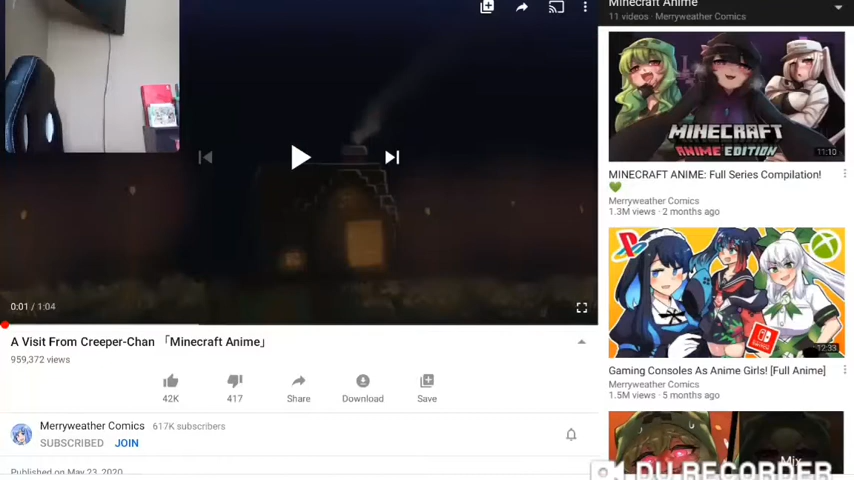 Minecraft Anime
11 videos · Merryweather Comics
MINECRAFT
ANIME EDITION
11:10
MINECRAFT ANIME: Full Series Compilation!
💚
Merryweather Comics
1.3M views · 2 months ago
12:33
Gaming Consoles As Anime Girls! [Full Anime]
Merryweather Comics
1.5M views · 5 months ago
Mix
0:01 / 1:04
A Visit From Creeper-Chan 「Minecraft Anime」
959,372 views
42K
417
Share
Download
Save
Merryweather Comics 617K subscribers
SUBSCRIBED JOIN
Published on May 23, 2020
DU RECORDER